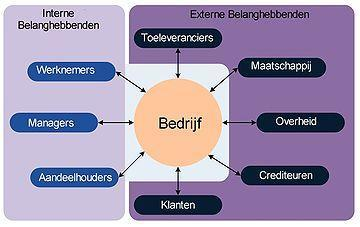 Interne
Belanghebbenden
Externe Belanghebbenden
Toeleveranciers
Werknemers
Maatschappij
Managers
Bedrijf
Overheid
Aandeelhouders
Crediteuren
Klanten